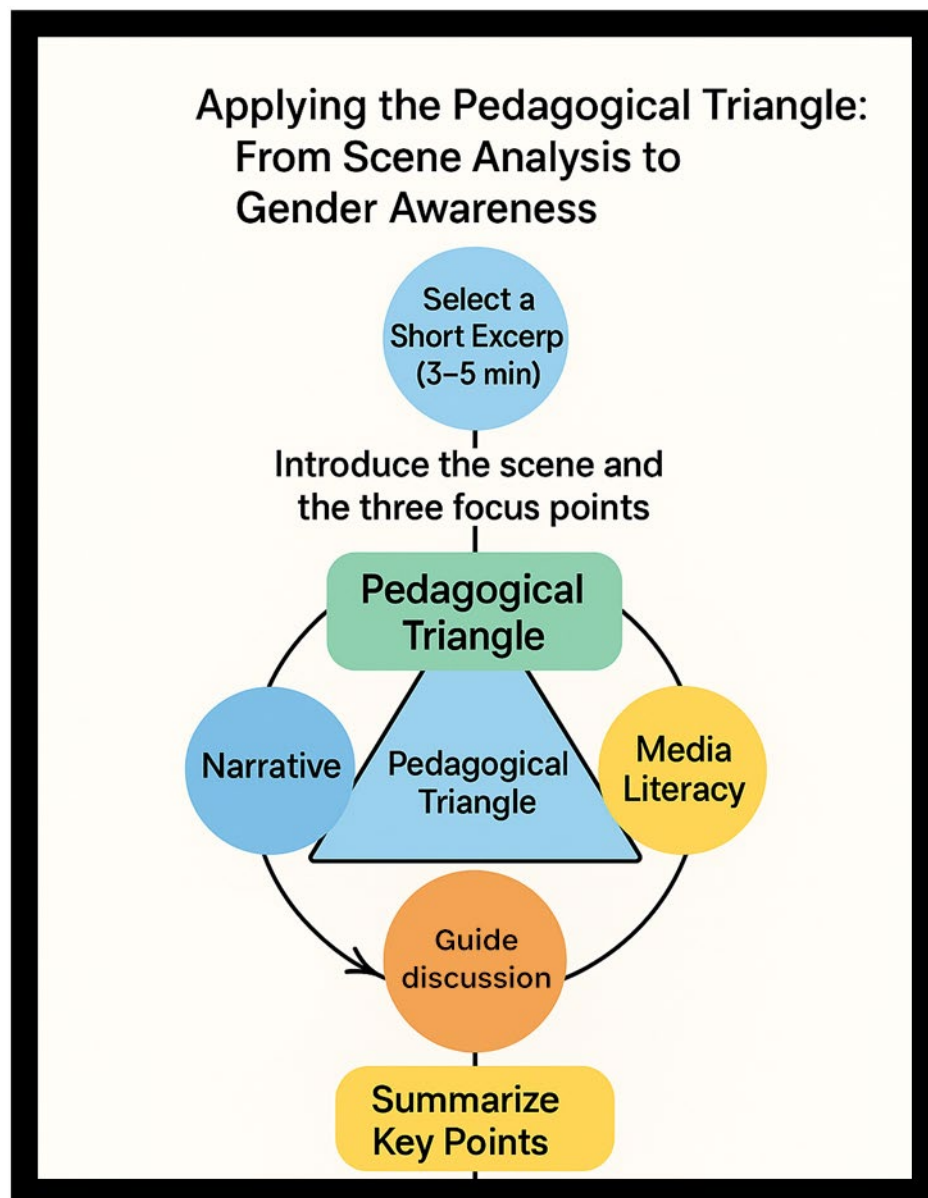 Applying the Pedagogical Triangle:
From Scene Analysis to
Gender Awareness
Select a
Short Excerp
(3–5 min)
Introduce the scene and
the three focus points
Pedagogical
Triangle
Narrative
Pedagogical
Triangle
Media
Literacy
Guide
discussion
Summarize
Key Points